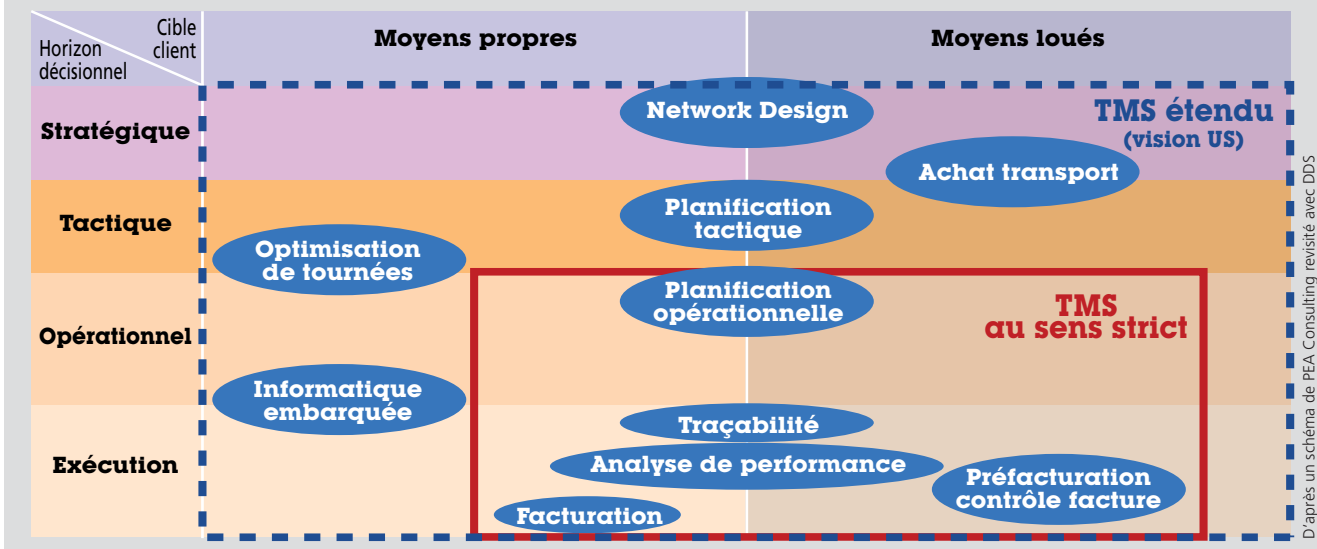 Cible
client
Horizon
décisionnel
Moyens propres
Moyens loués
Stratégique
Network Design
TMS étendu
(vision US)
Achat transport
Tactique
Planification
tactique
Optimisation
de tournées
Opérationnel
Planification
opérationnelle
TMS
au sens strict
Informatique
embarquée
Exécution
Traçabilité
Analyse de performance
Préfacturation
contrôle facture
Facturation
D'après un schéma de PEA Consulting revisité avec DDS